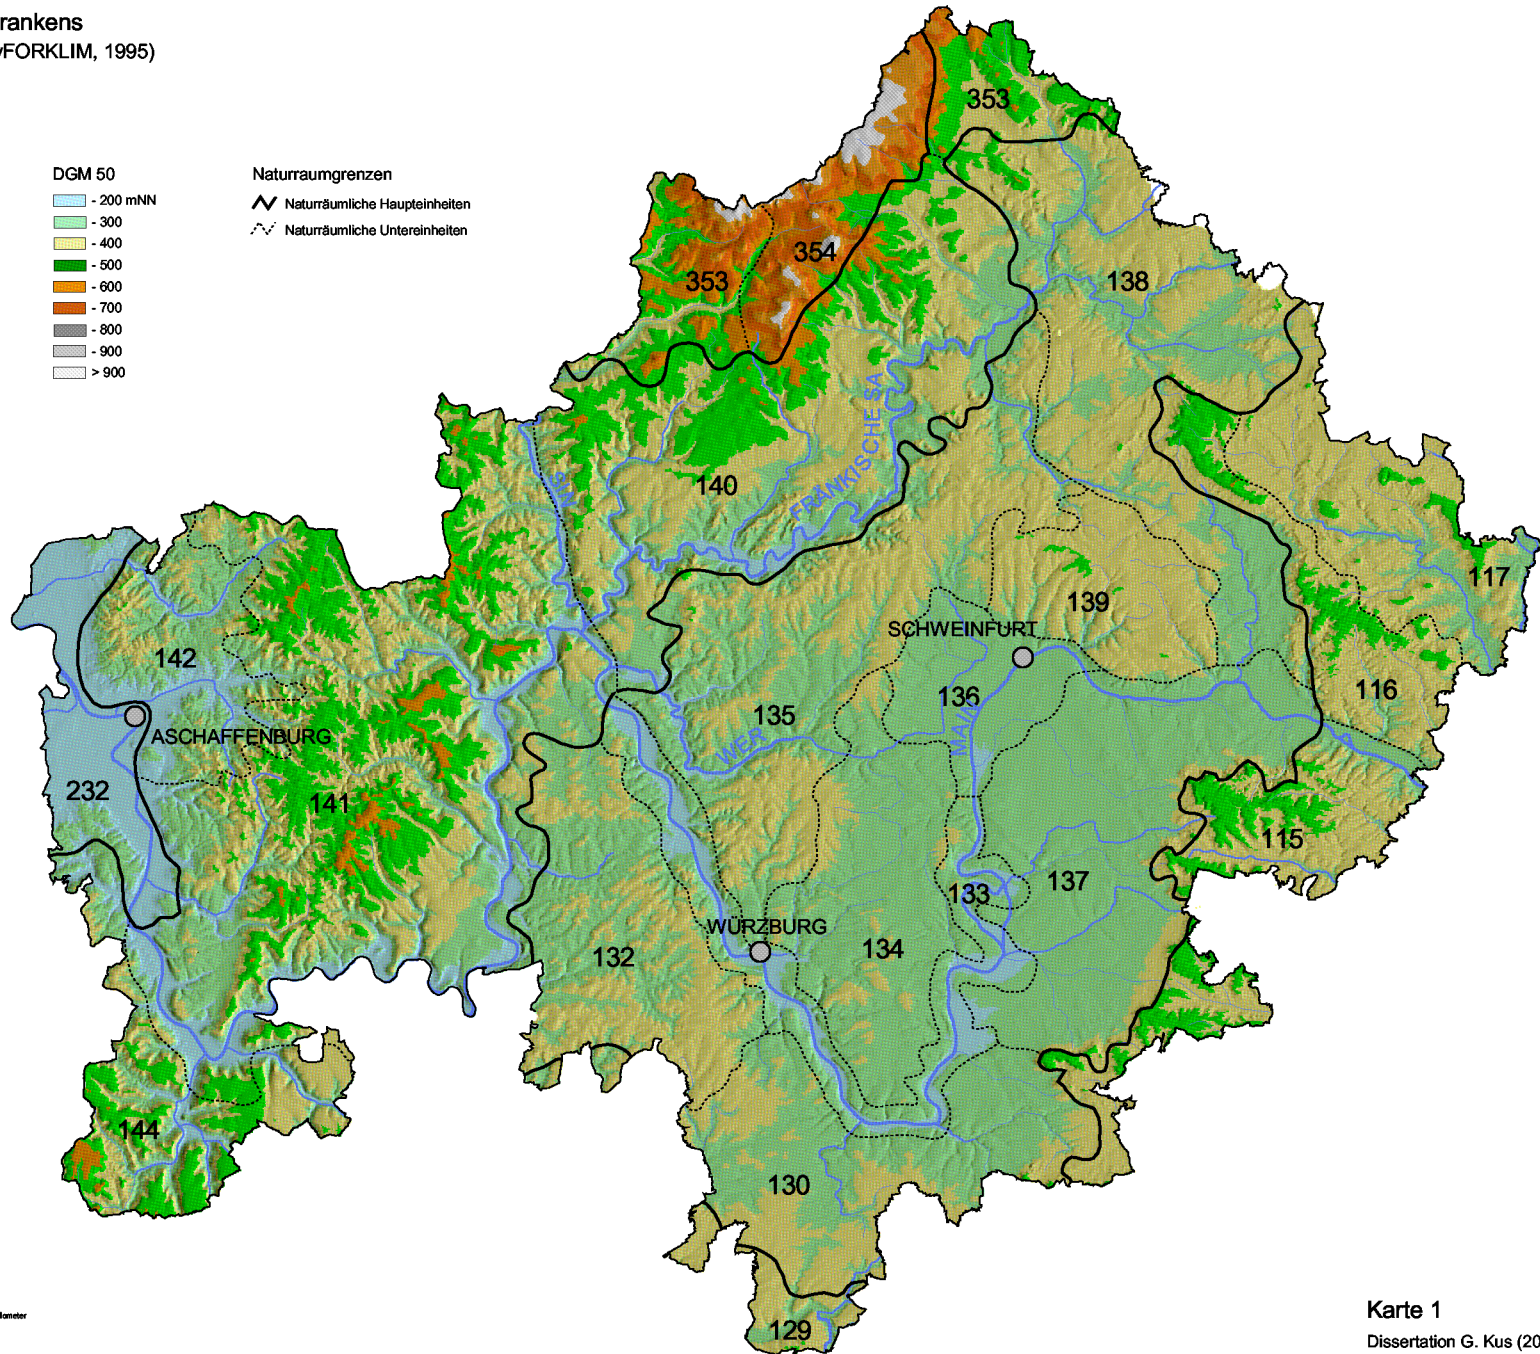 rankens
FORKLIM, 1995)
DGM 50
- 200 mNN
- 300
- 400
- 500
- 600
- 700
- 800
- 900
> 900
Naturraumgrenzen
Naturräumliche Haupteinheiten
Naturräumliche Untereinheiten
353
353
354
138
FRÄNKISCHE SA
SINN
140
117
139
SCHWEINFURT
142
116
136
135
MAIN
WER
ASCHAFFENBURG
232
141
115
133
137
WÜRZBURG
132
134
144
130
129
lometer
Karte 1
Dissertation G. Kus (20